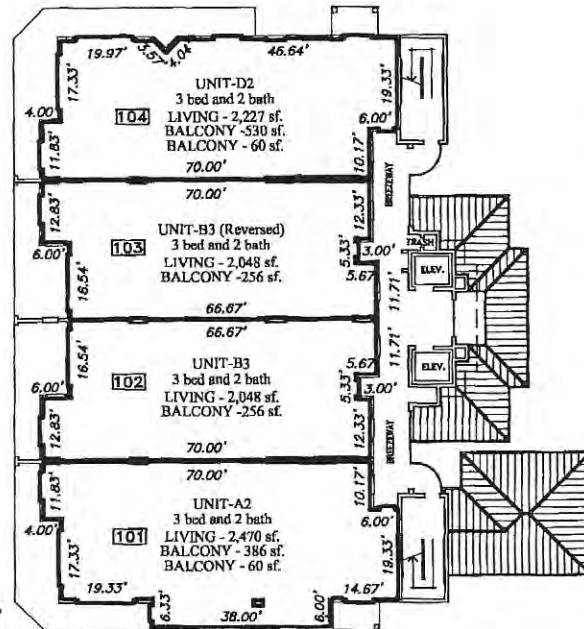 19.97'
3.57'
4.04'
46.64'
17.33'
19.33'
UNIT-D2
3 bed and 2 bath
104
LIVING - 2,227 sf.
BALCONY -530 sf.
BALCONY - 60 sf.
4.00'
6.00'
11.83'
10.17'
70.00'
70.00'
BREEZEWAY
12.83'
12.33'
UNIT-B3 (Reversed)
3 bed and 2 bath
103
LIVING - 2,048 sf.
BALCONY -256 sf.
TRASH
6.00'
5.33'
3.00'
ELEV.
5.67
16.54'
11.71'
66.67'
66.67'
16.54'
11.71'
UNIT-B3
3 bed and 2 bath
102
LIVING - 2,048 sf.
BALCONY -256 sf.
5.67
ELEV.
6.00'
5.33'
3.00'
12.83'
12.33'
BREEZEWAY
70.00'
70.00'
11.83'
10.17'
UNIT-A2
3 bed and 2 bath
101
LIVING - 2,470 sf.
BALCONY - 386 sf.
BALCONY - 60 sf.
4.00'
6.00'
17.33'
19.33'
19.33'
14.67'
6.33'
38.00'
6.00'